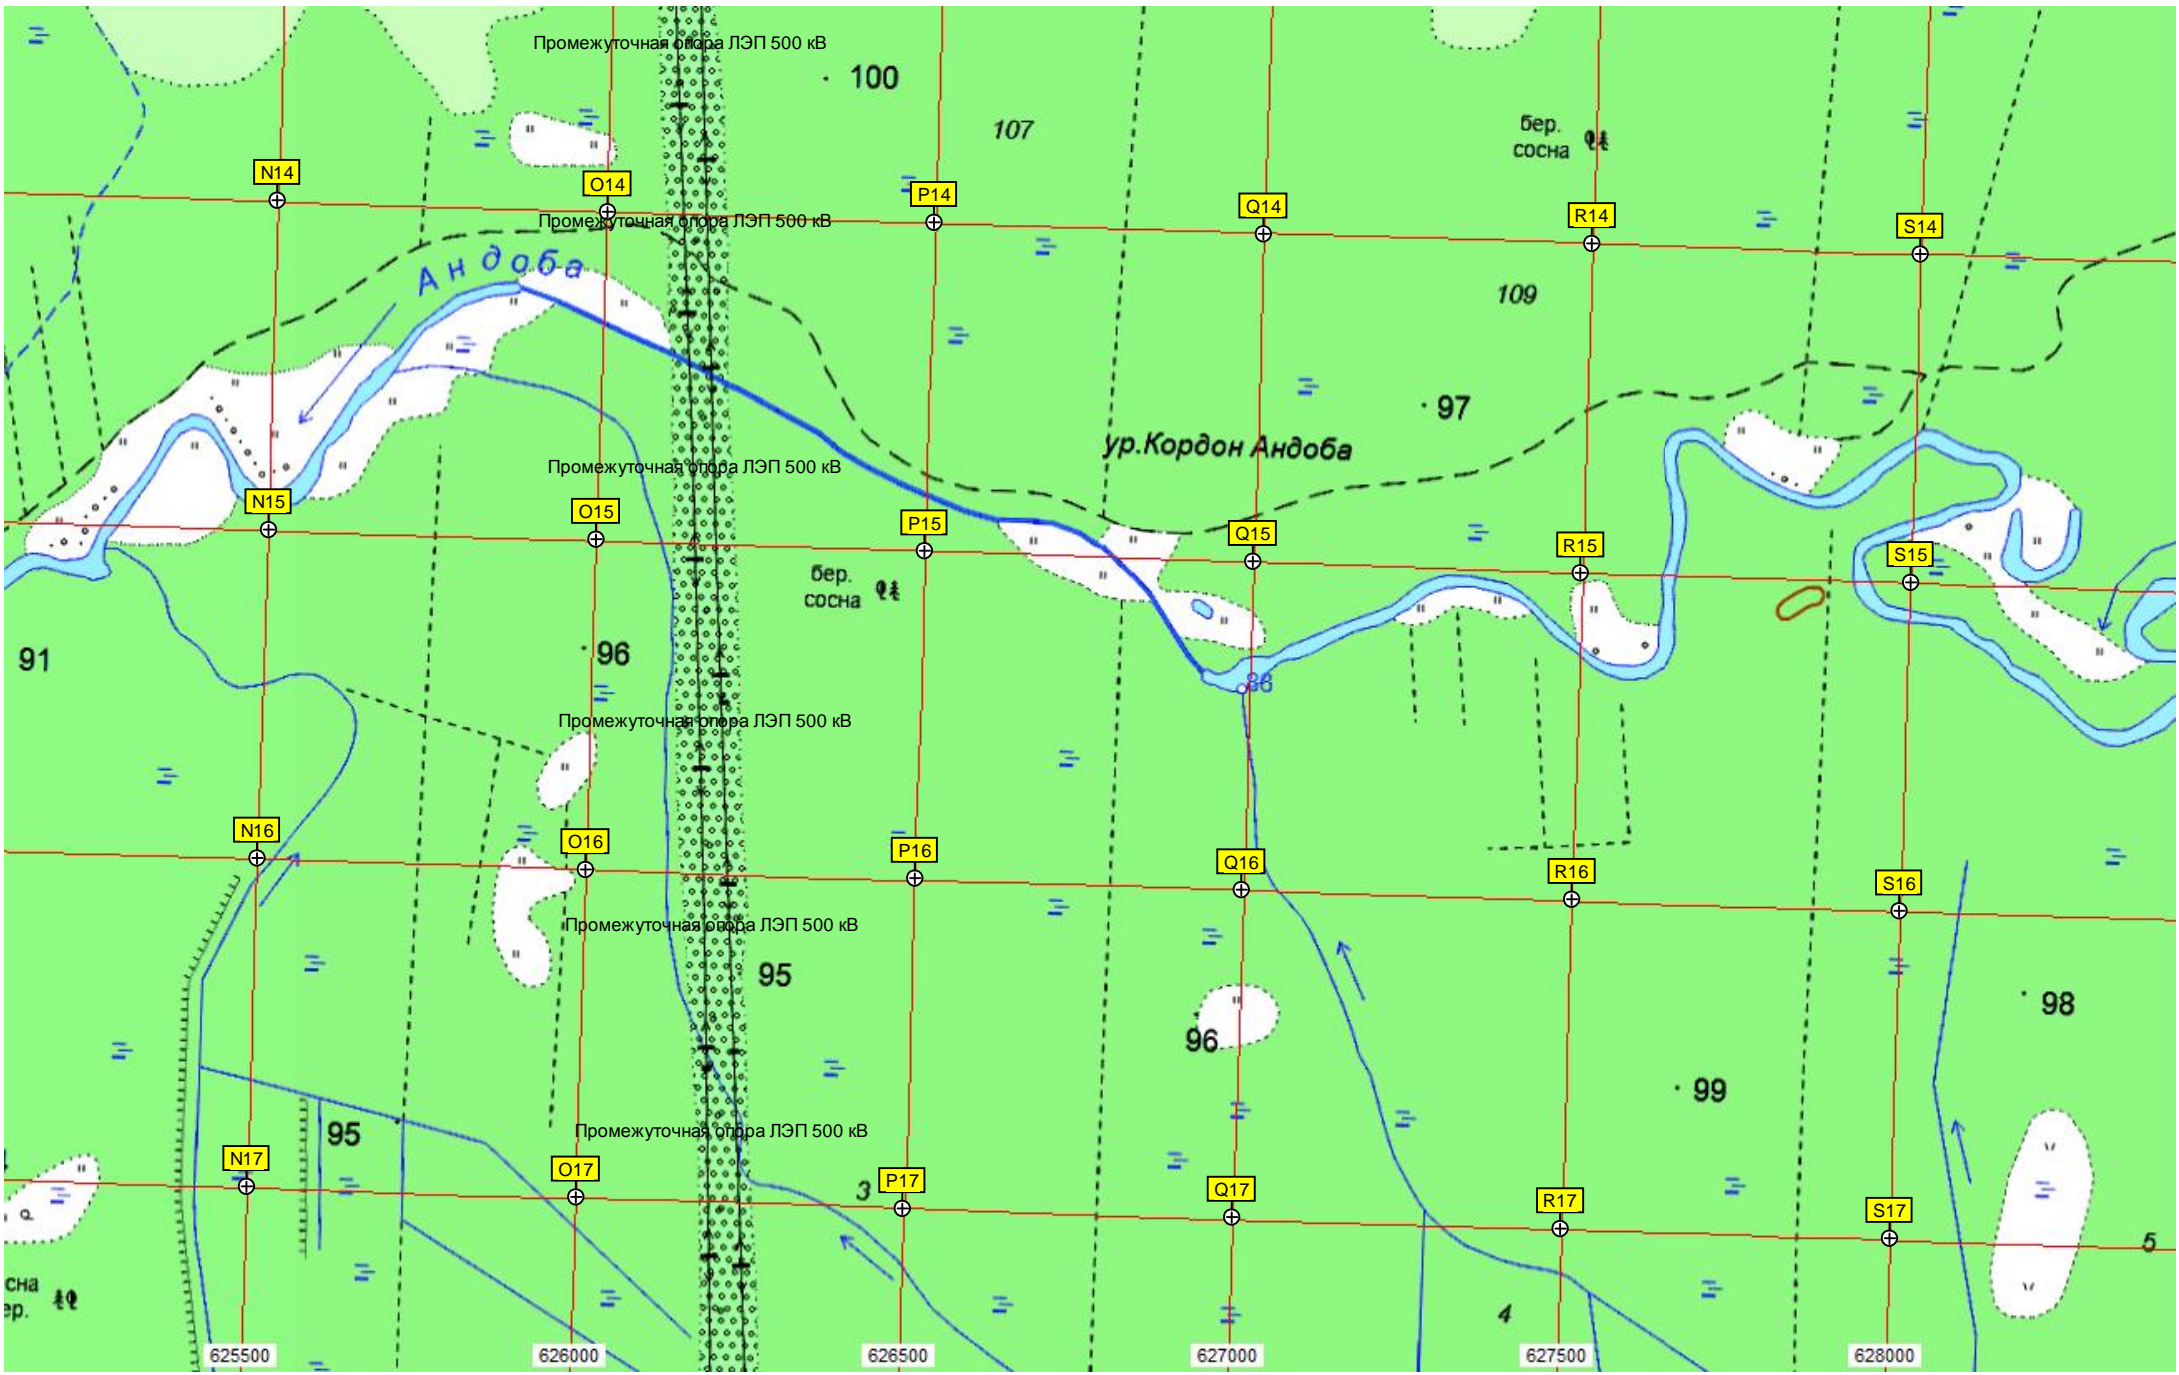 Промежуточная опора ЛЭП 500 кВ
100
107
бер.
сосна
N14
O14
P14
Q14
R14
S14
Промежуточная опора ЛЭП 500 кВ
Андоба
109
97
ур.Кордон Андоба
Промежуточная опора ЛЭП 500 кВ
N15
O15
P15
Q15
R15
S15
бер.
сосна
91
96
86
Промежуточная опора ЛЭП 500 кВ
N16
O16
P16
Q16
R16
S16
Промежуточная опора ЛЭП 500 кВ
95
98
96
99
95
Промежуточная опора ЛЭП 500 кВ
N17
O17
3
P17
Q17
R17
S17
5
р
сна
ер.
4
625500
626000
626500
627000
627500
628000